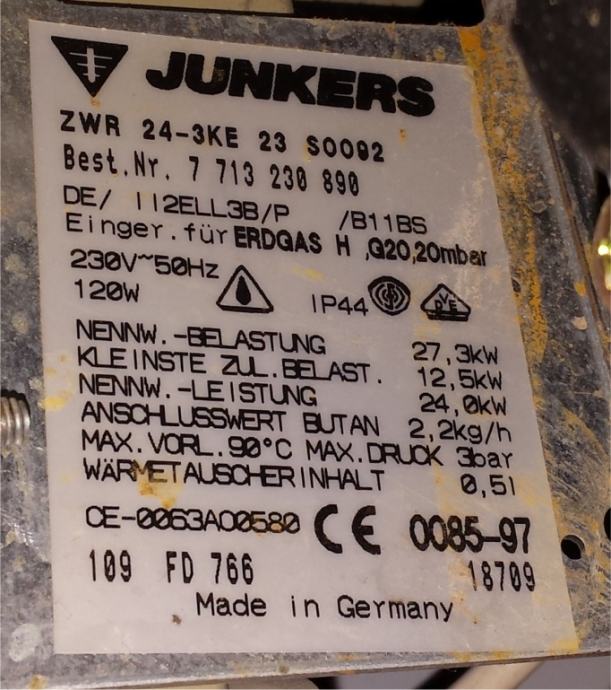 JUNKERS
ZWR 24-3KE 23 S0092
Best.Nr. 7 713 230 890
DE/ II2ELL3B/P /B11BS
Einger.für ERDGAS H ,G20,20mbar
230V~50Hz
120W IP44 VDE
NENNW.-BELASTUNG 27,3kW
KLEINSTE ZUL.BELAST. 12,5kW
NENNW.-LEISTUNG 24,0kW
ANSCHLUSSWERT BUTAN 2,2kg/h
MAX.VORL.90°C MAX.DRUCK 3bar
WÄRMETAUSCHERINHALT 0,5l
CE-0063AO0580 CE 0085-97
109 FD 766 18709
Made in Germany